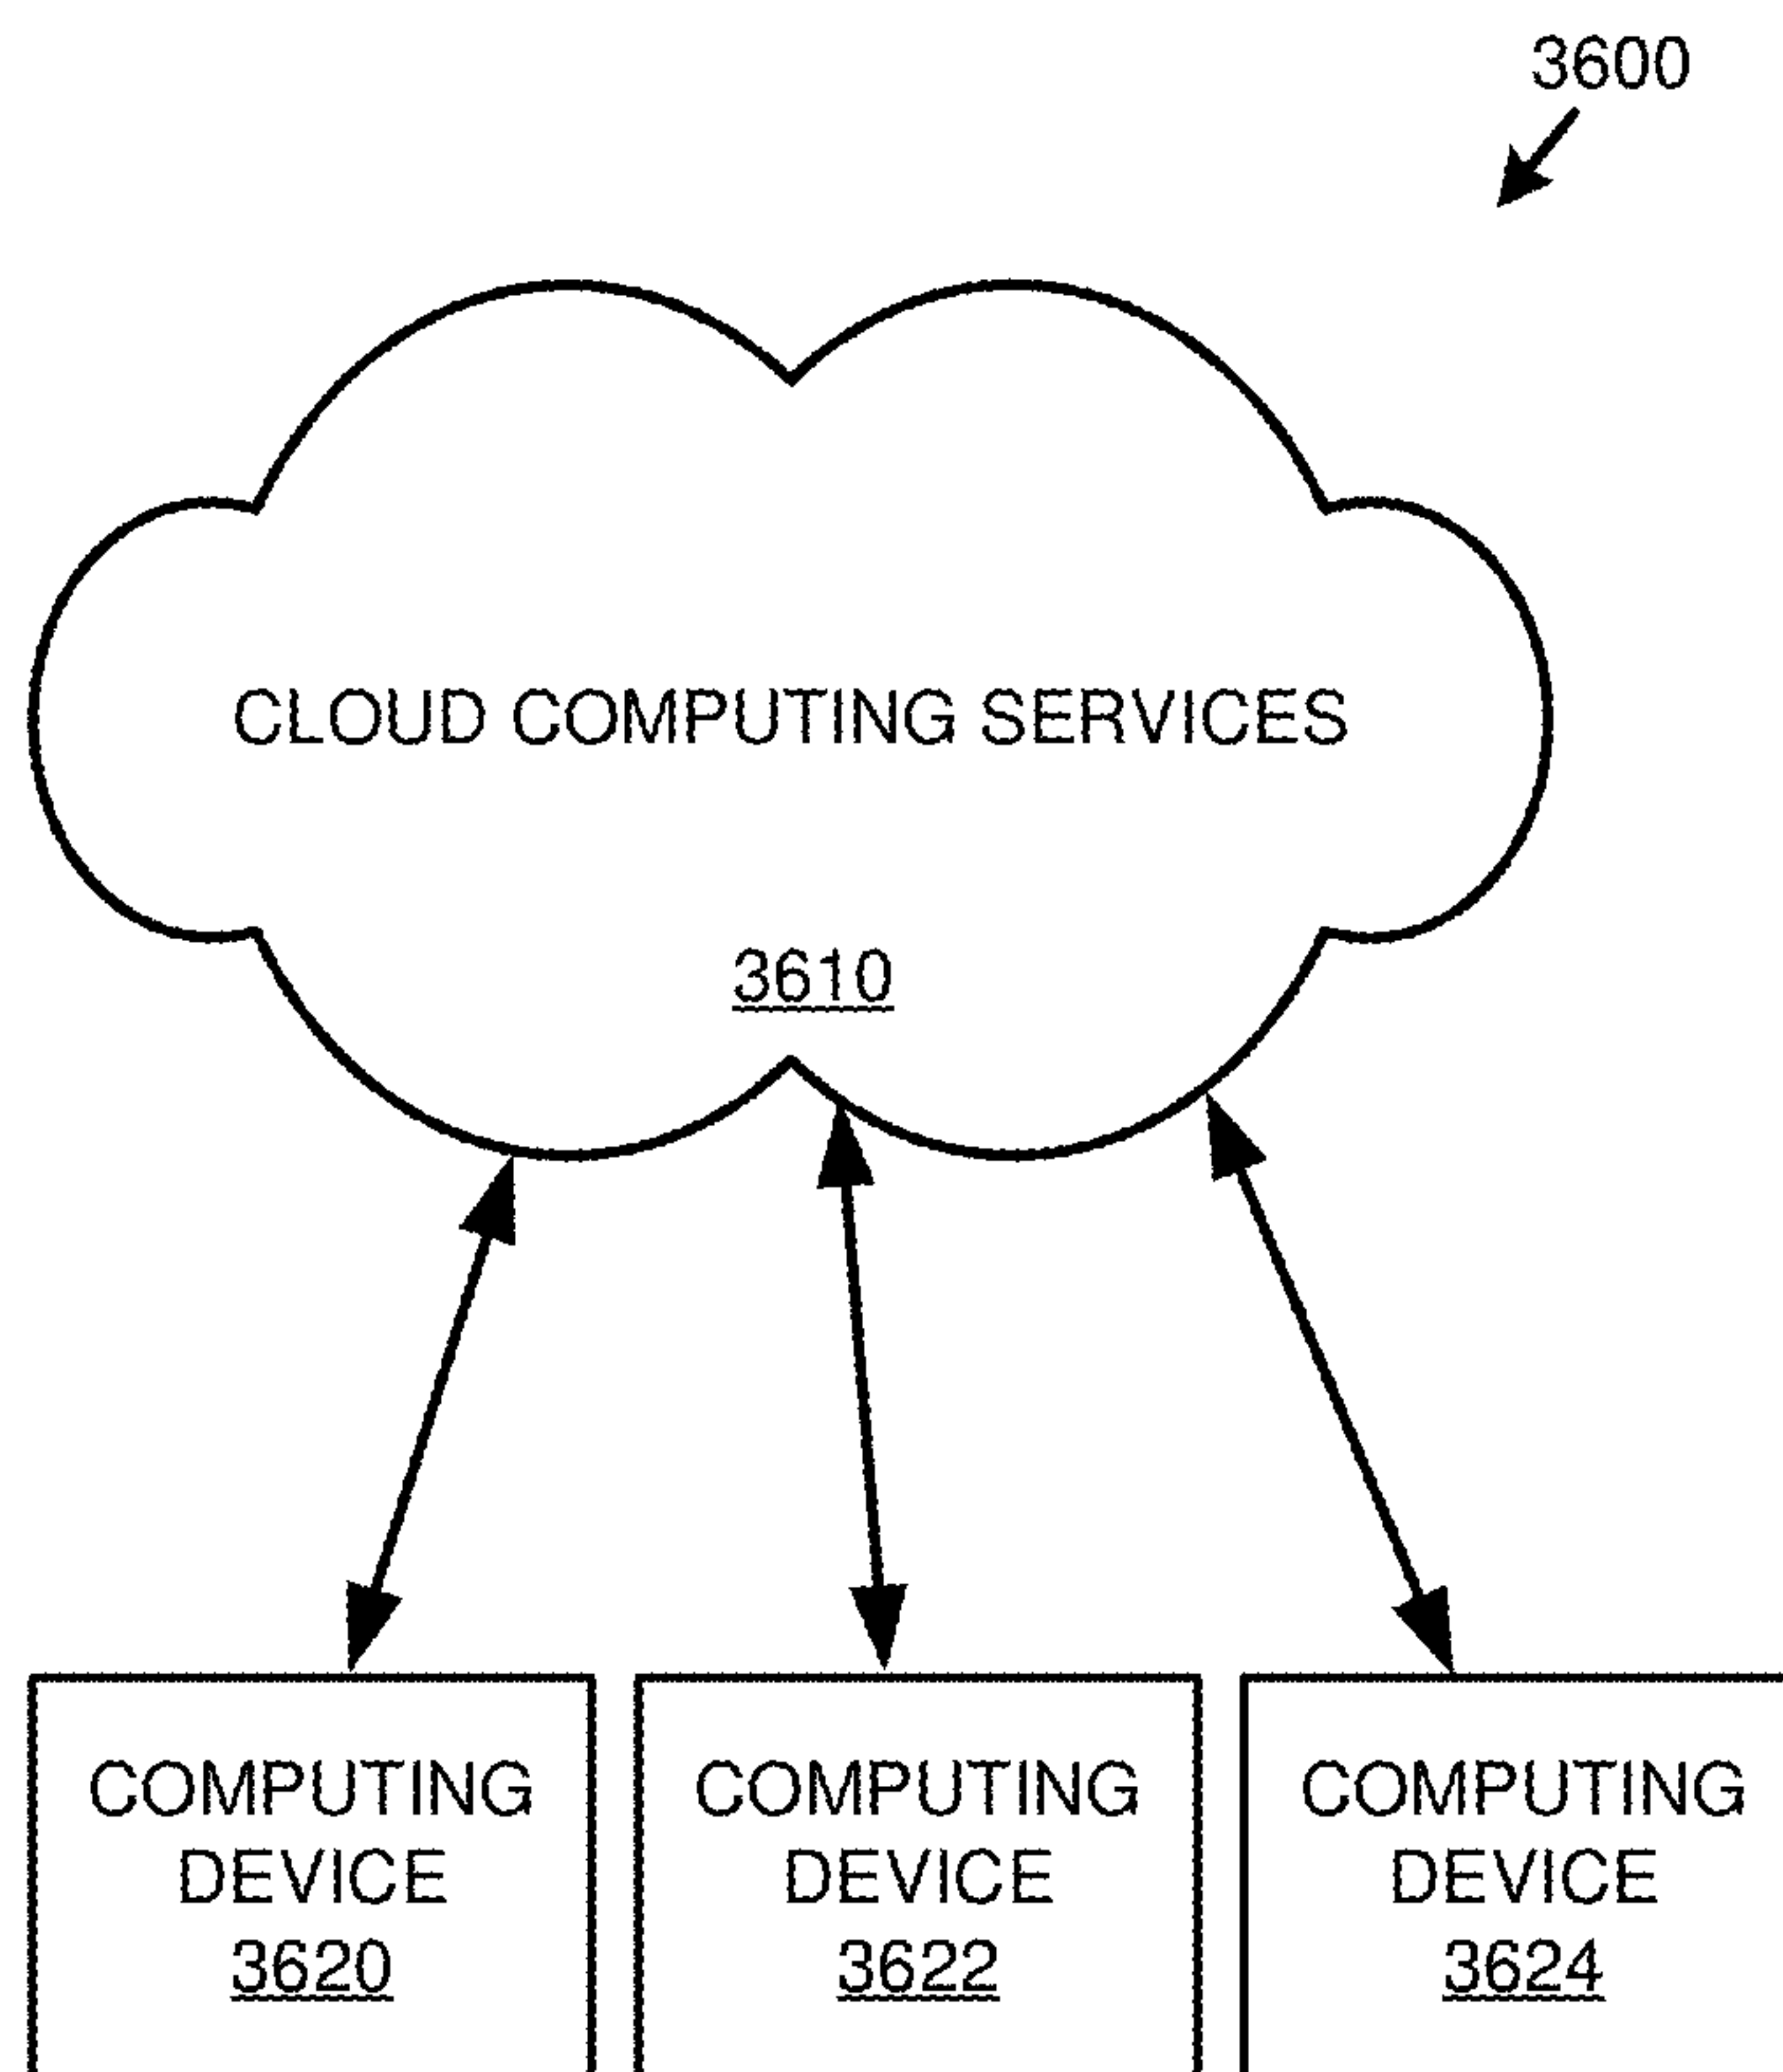 3600
CLOUD COMPUTING SERVICES
3610
COMPUTING
DEVICE
3620
COMPUTING
DEVICE
3622
COMPUTING
DEVICE
3624